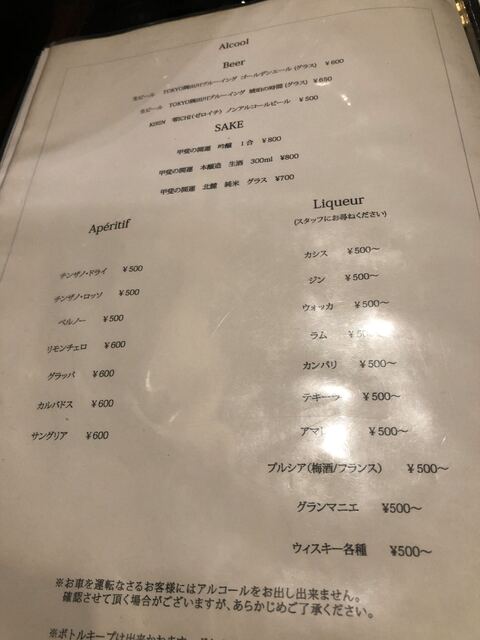 Alcool
Beer
生ビール TOKYO隅田川ブルーイング ゴールデンエール (グラス) ¥600
生ビール TOKYO隅田川ブルーイング 琥珀の時間 (グラス) ¥650
KIRIN 零ICHI (ゼロイチ) ノンアルコールビール ¥500
SAKE
甲斐の開運 吟醸 1合 ¥800
甲斐の開運 本醸造 生酒 300ml ¥800
甲斐の開運 北麓 純米 グラス ¥700
Apéritif
チンザノ・ドライ ¥500
チンザノ・ロッソ ¥500
ペルノー ¥500
リモンチェロ ¥600
グラッパ ¥600
カルバドス ¥600
サングリア ¥600
Liqueur
(スタッフにお尋ねください)
カシス ¥500～
ジン ¥500～
ウォッカ ¥500～
ラム
カンパリ ¥500～
テキーラ ¥500～
¥500～
プルシア (梅酒/フランス) ¥500～
グランマニエ ¥500～
ウィスキー各種 ¥500～
※お車を運転なさるお客様にはアルコールをお出し出来ません。
確認させて頂く場合がございますが、あらかじめご了承ください。
※ボトルキープは出来かねます。